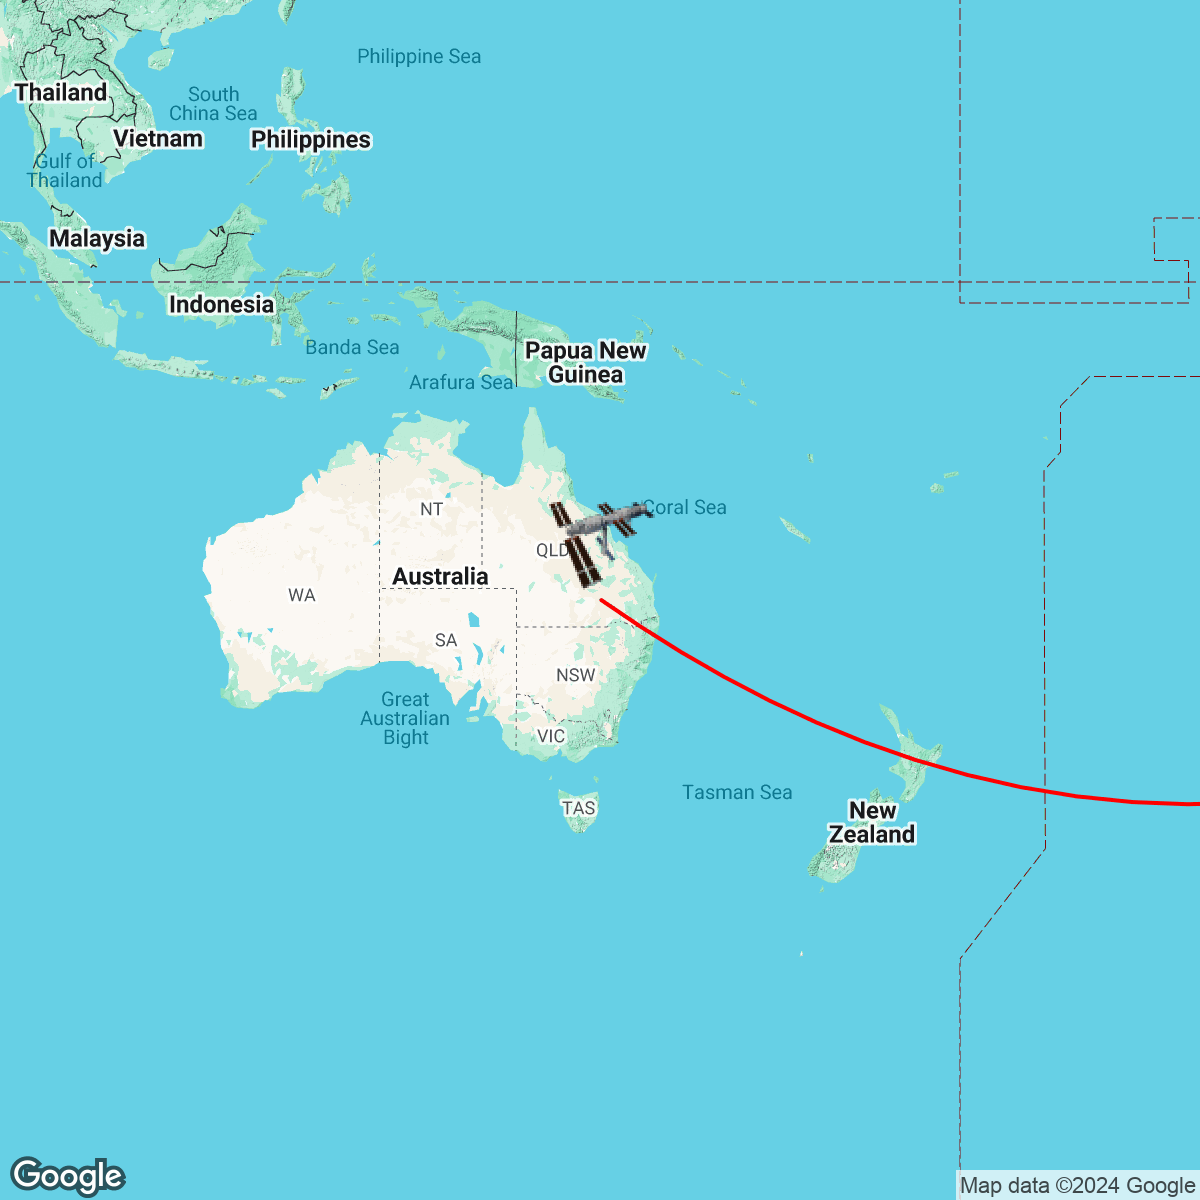 Philippine Sea
Thailand
South
China Sea
Vietnam
Philippines
Gulf of
Thailand
Malaysia
Indonesia
Banda Sea
Papua New
Guinea
Arafura Sea
NT
Coral Sea
QLD
Australia
WA
SA
NSW
Great
Australian
Bight
VIC
Tasman Sea
TAS
New
Zealand
Google
Map data ©2024 Google